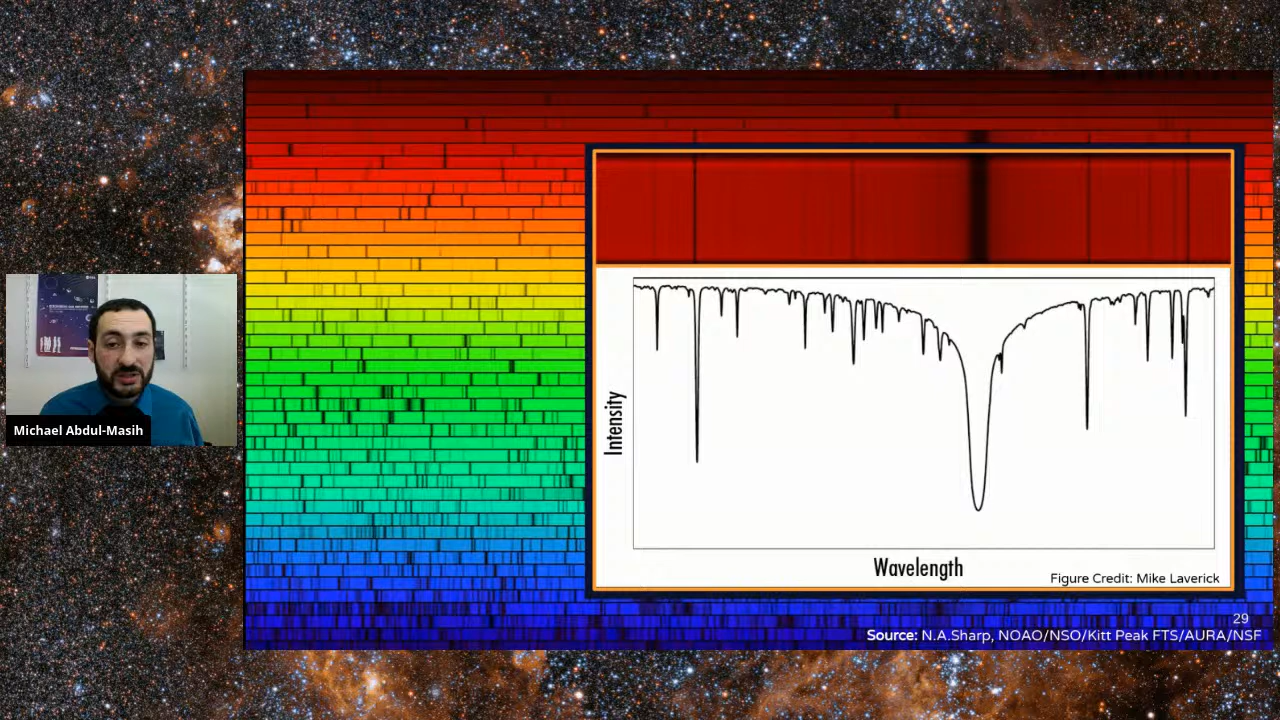 Michael Abdul-Masih
Intensity
Wavelength
Figure Credit: Mike Laverick
29
Source: N.A.Sharp, NOAO/NSO/Kitt Peak FTS/AURA/NSF